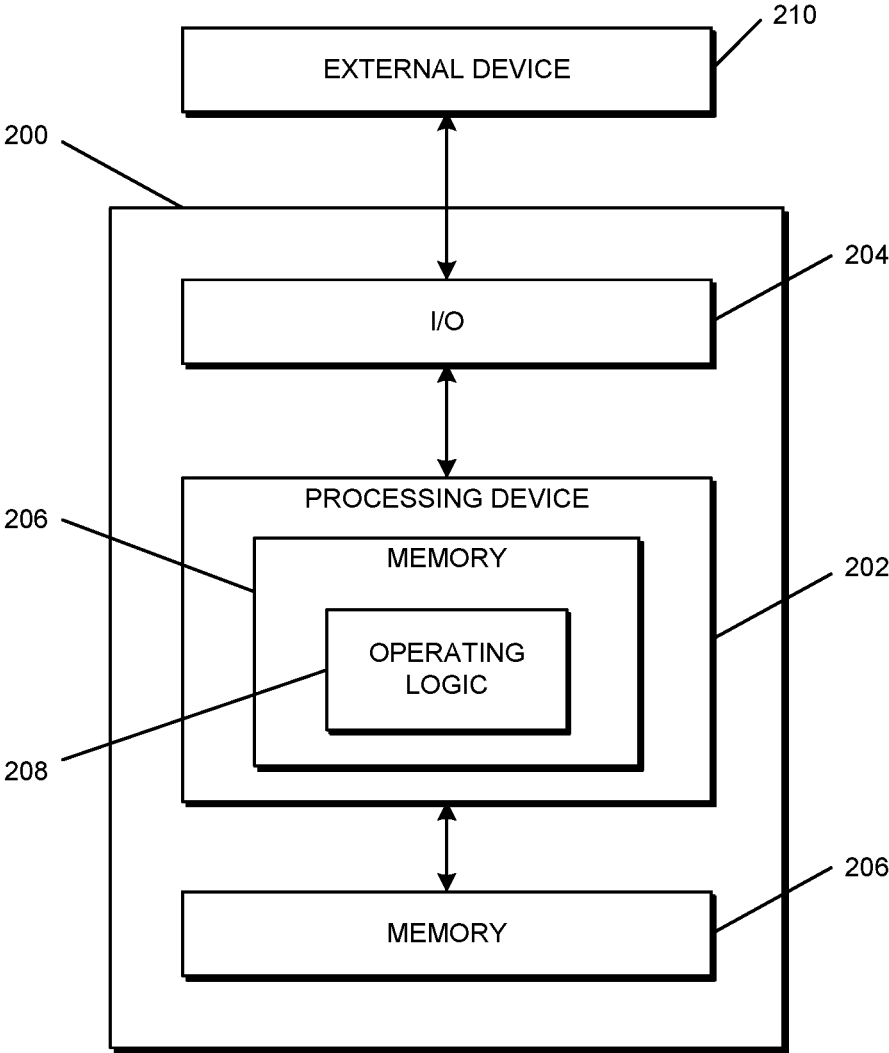 210
EXTERNAL DEVICE
200
204
I/O
PROCESSING DEVICE
206
MEMORY
202
OPERATING
LOGIC
208
206
MEMORY